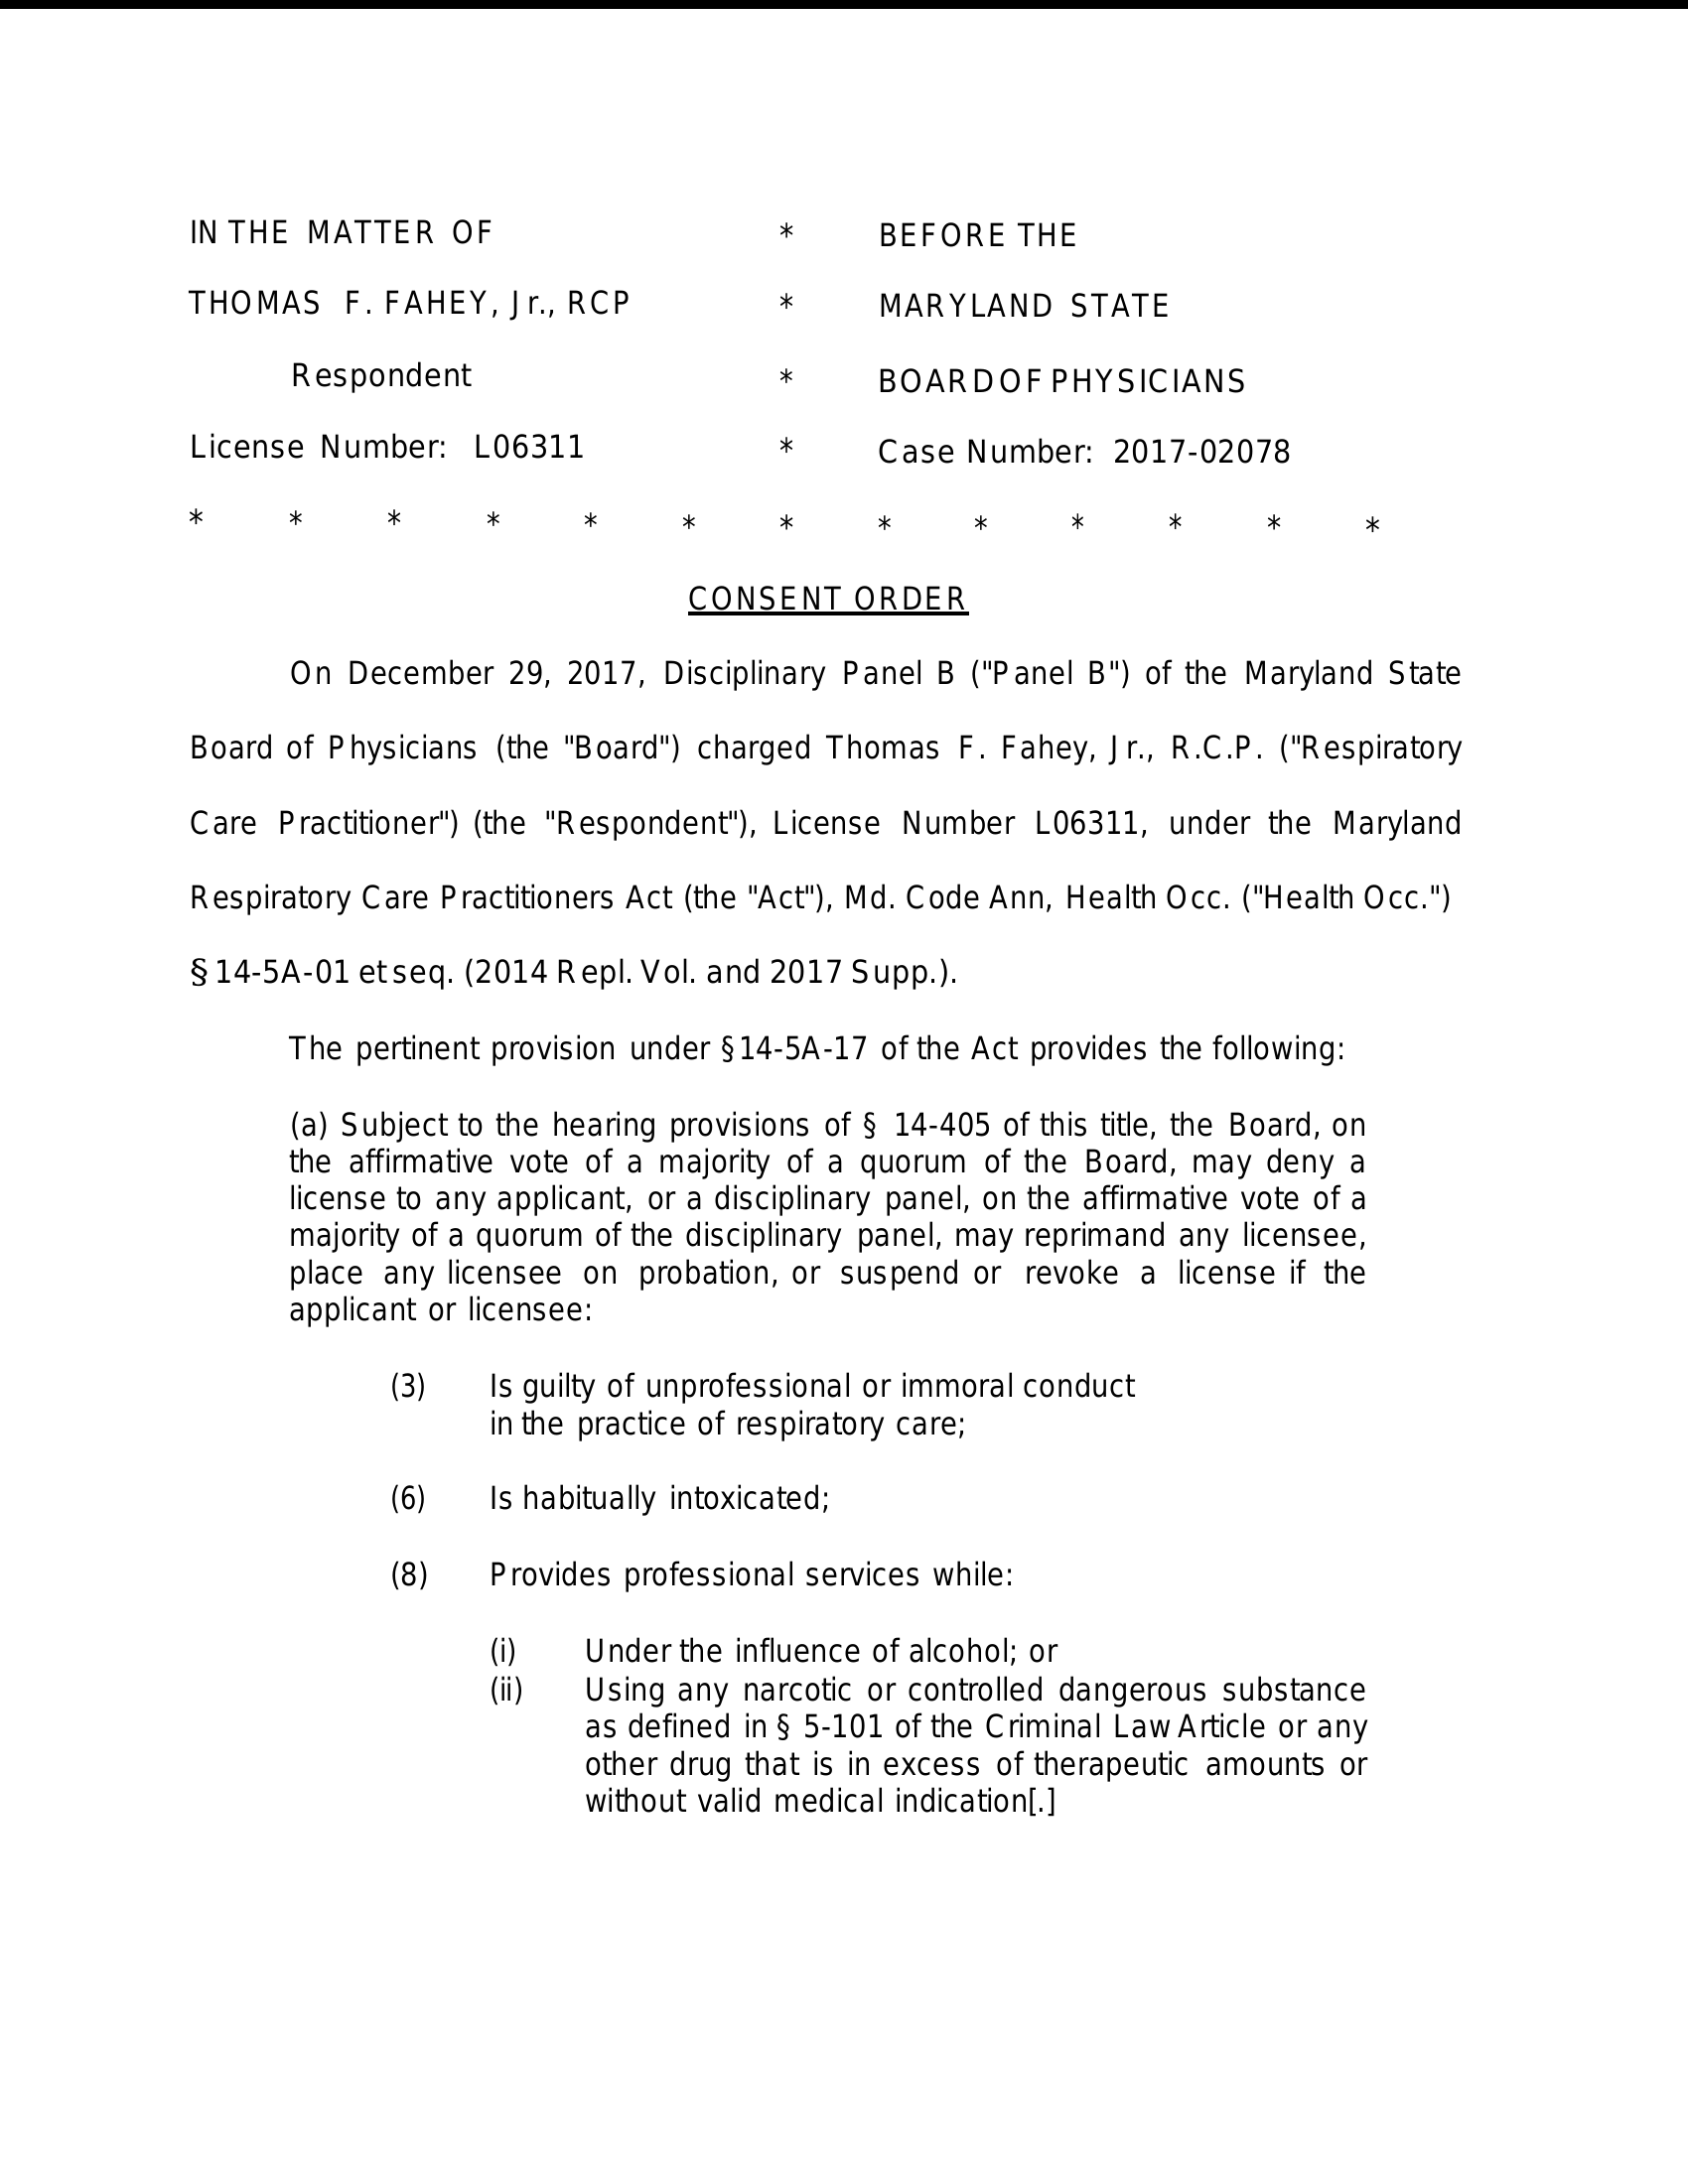 IN THE MATTER OF * BEFORE THE
THOMAS F. FAHEY, Jr., RCP * MARYLAND STATE
Respondent * BOARD OF PHYSICIANS
License Number: L06311 * Case Number: 2017-02078
* * * * * * * * * * * * *
CONSENT ORDER
On December 29, 2017, Disciplinary Panel B ("Panel B") of the Maryland State
Board of Physicians (the "Board") charged Thomas F. Fahey, Jr., R.C.P. ("Respiratory
Care Practitioner") (the "Respondent"), License Number L06311, under the Maryland
Respiratory Care Practitioners Act (the "Act"), Md. Code Ann, Health Occ. ("Health Occ.")
§ 14-5A-01 et seq. (2014 Repl. Vol. and 2017 Supp.).
The pertinent provision under §14-5A-17 of the Act provides the following:
(a) Subject to the hearing provisions of § 14-405 of this title, the Board, on
the affirmative vote of a majority of a quorum of the Board, may deny a
license to any applicant, or a disciplinary panel, on the affirmative vote of a
majority of a quorum of the disciplinary panel, may reprimand any licensee,
place any licensee on probation, or suspend or revoke a license if the
applicant or licensee:
(3) Is guilty of unprofessional or immoral conduct
in the practice of respiratory care;
(6) Is habitually intoxicated;
(8) Provides professional services while:
(i) Under the influence of alcohol; or
(ii) Using any narcotic or controlled dangerous substance
as defined in § 5-101 of the Criminal Law Article or any
other drug that is in excess of therapeutic amounts or
without valid medical indication[.]